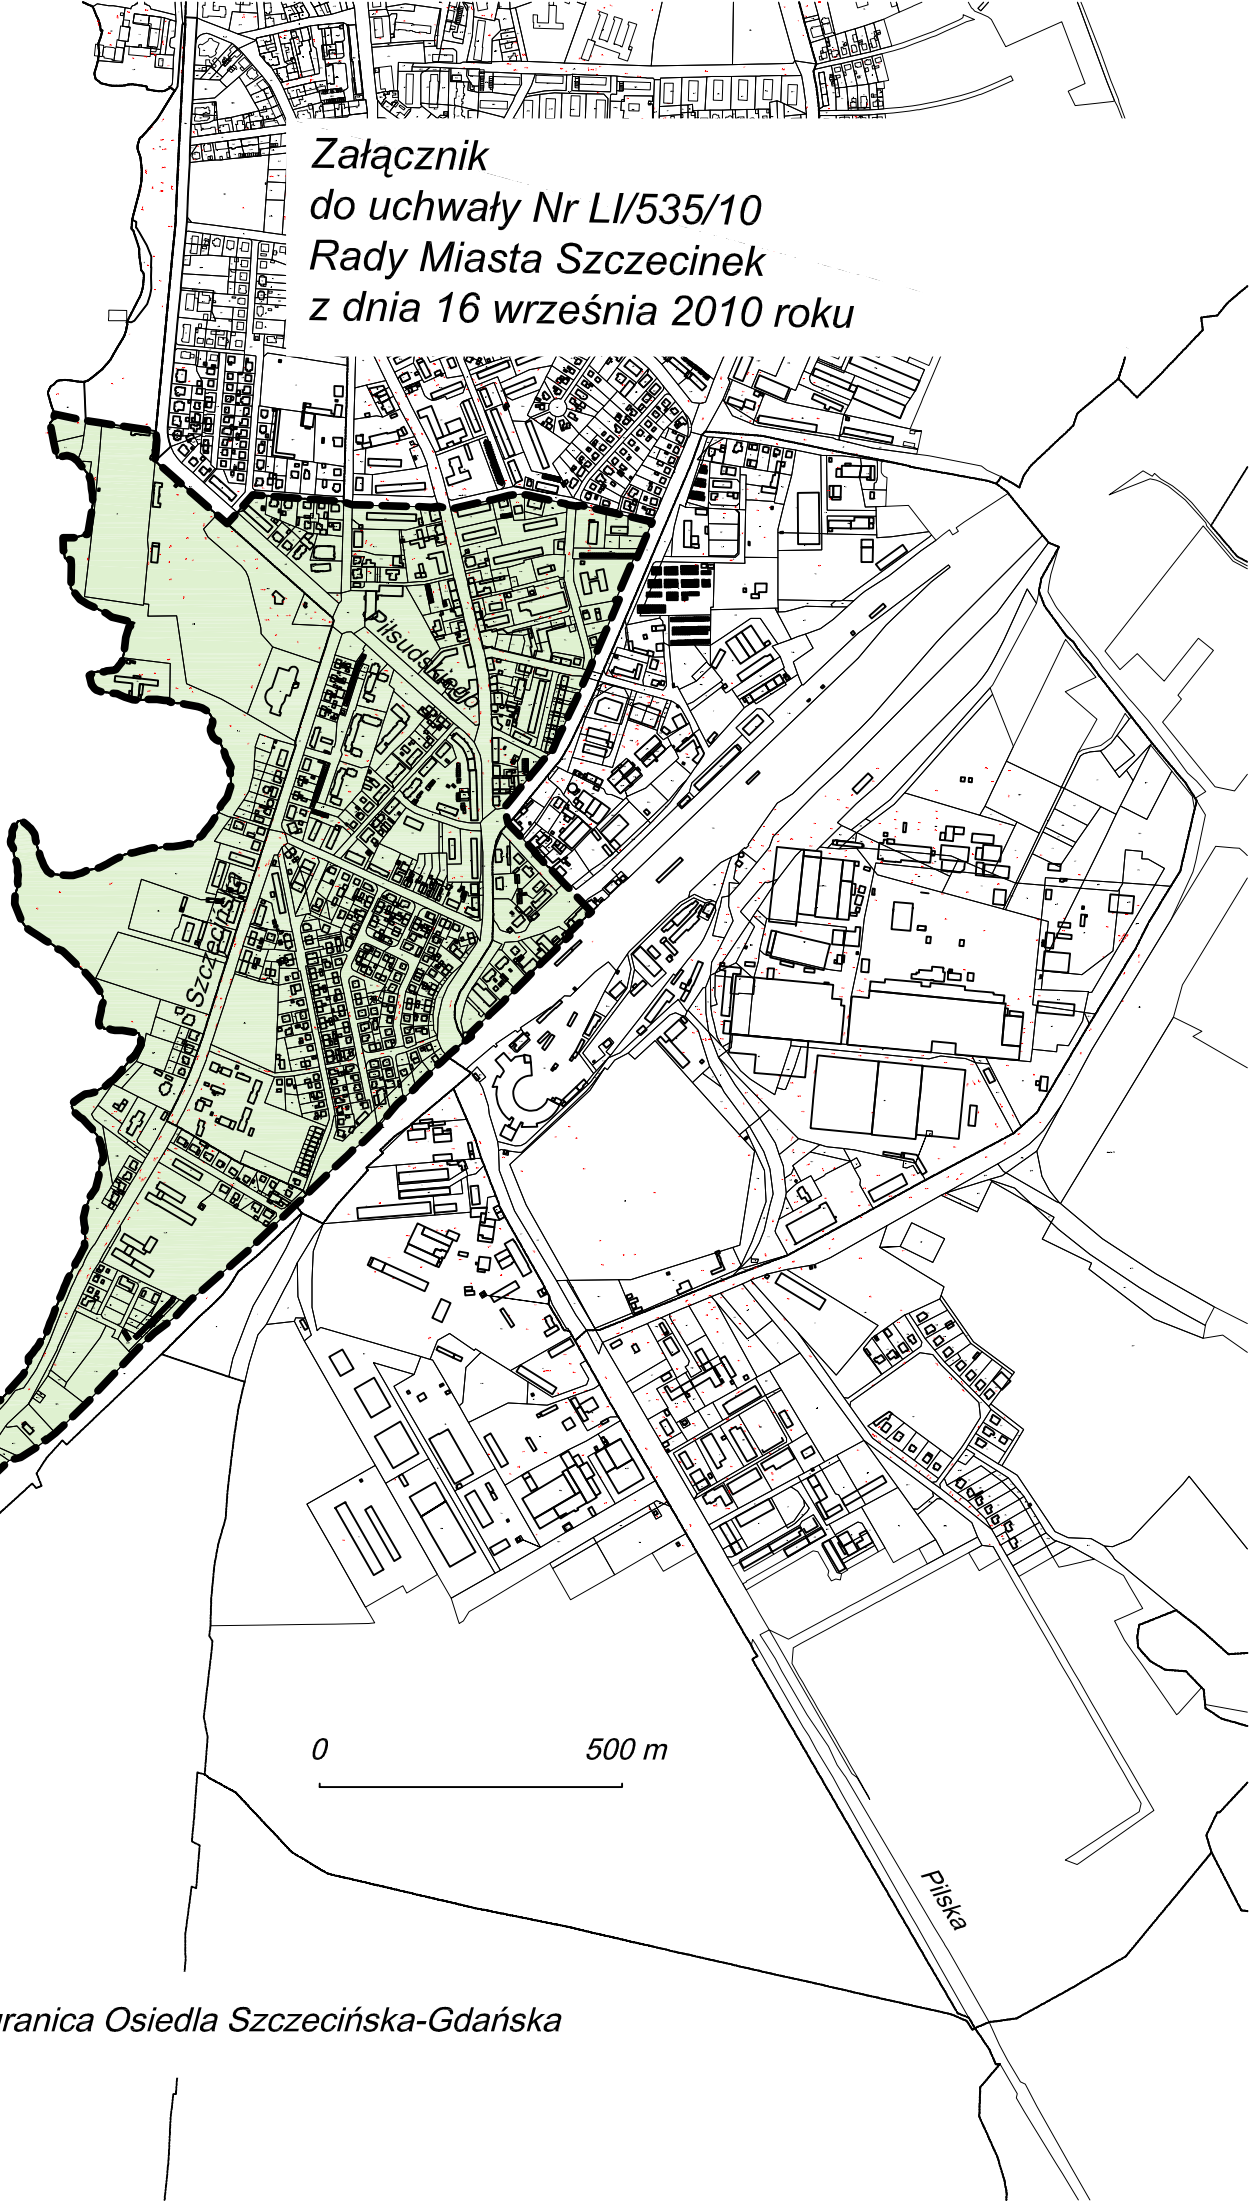 Załącznik
do uchwały Nr LI/535/10
Rady Miasta Szczecinek
z dnia 16 września 2010 roku
Piłsudskiego
Szczecińska
0 500 m
Pilska
granica Osiedla Szczecińska-Gdańska